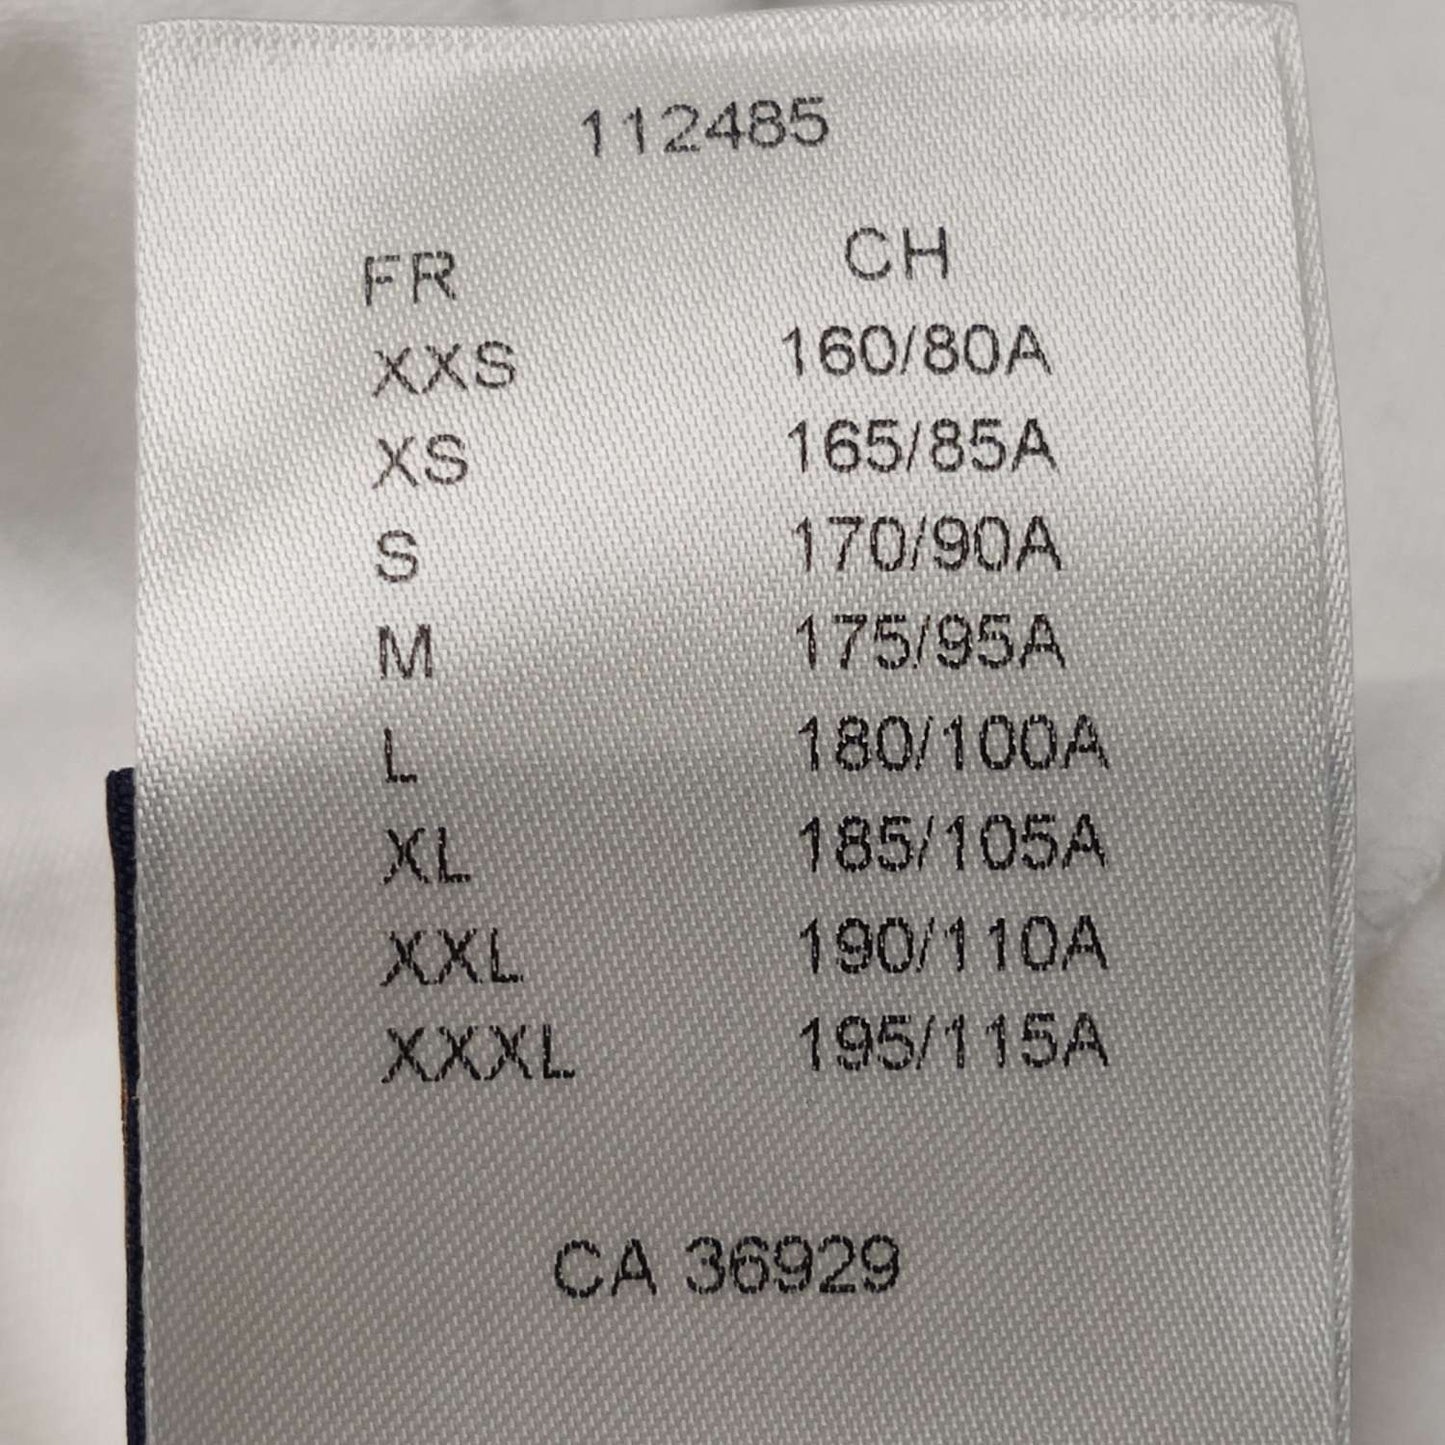 112485
FR CH
XXS 160/80A
XS 165/85A
S 170/90A
M 175/95A
L 180/100A
XL 185/105A
XXL 190/110A
XXXL 195/115A
CA 36929